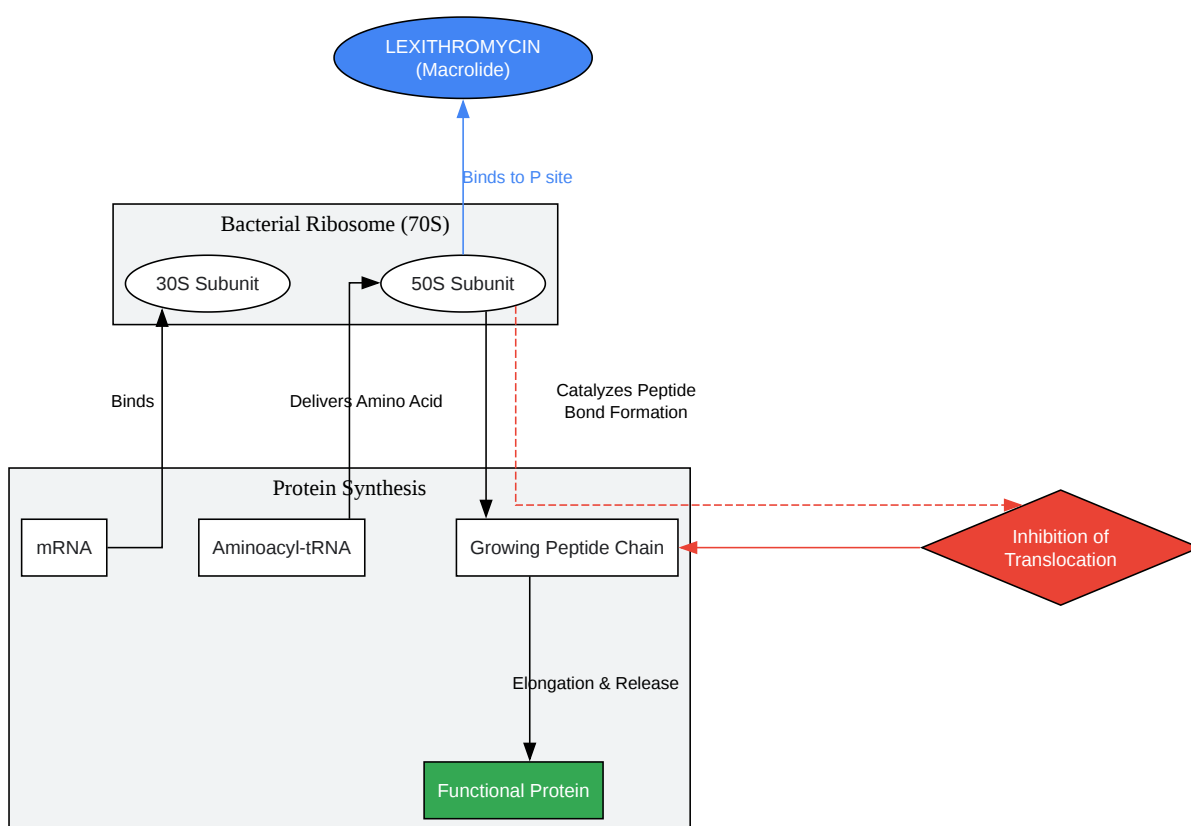 LEXITHROMYCIN
(Macrolide)
Binds to P site
Bacterial Ribosome (70S)
30S Subunit
50S Subunit
Binds
Delivers Amino Acid
Catalyzes Peptide
Bond Formation
Protein Synthesis
mRNA
Aminoacyl-tRNA
Growing Peptide Chain
Inhibition of
Translocation
Elongation & Release
Functional Protein